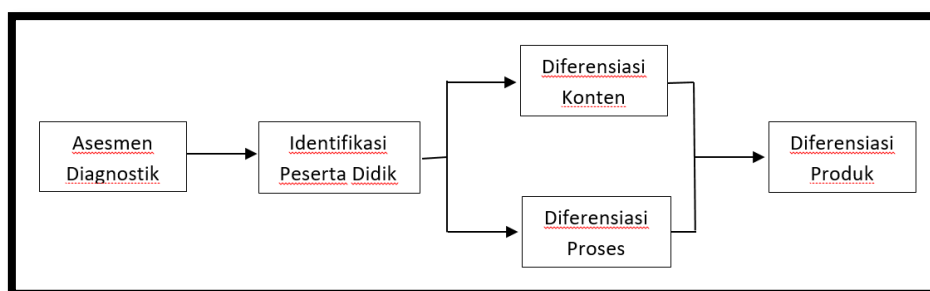 Asesmen
Diagnostik
Identifikasi
Peserta Didik
Diferensiasi
Konten
Diferensiasi
Proses
Diferensiasi
Produk